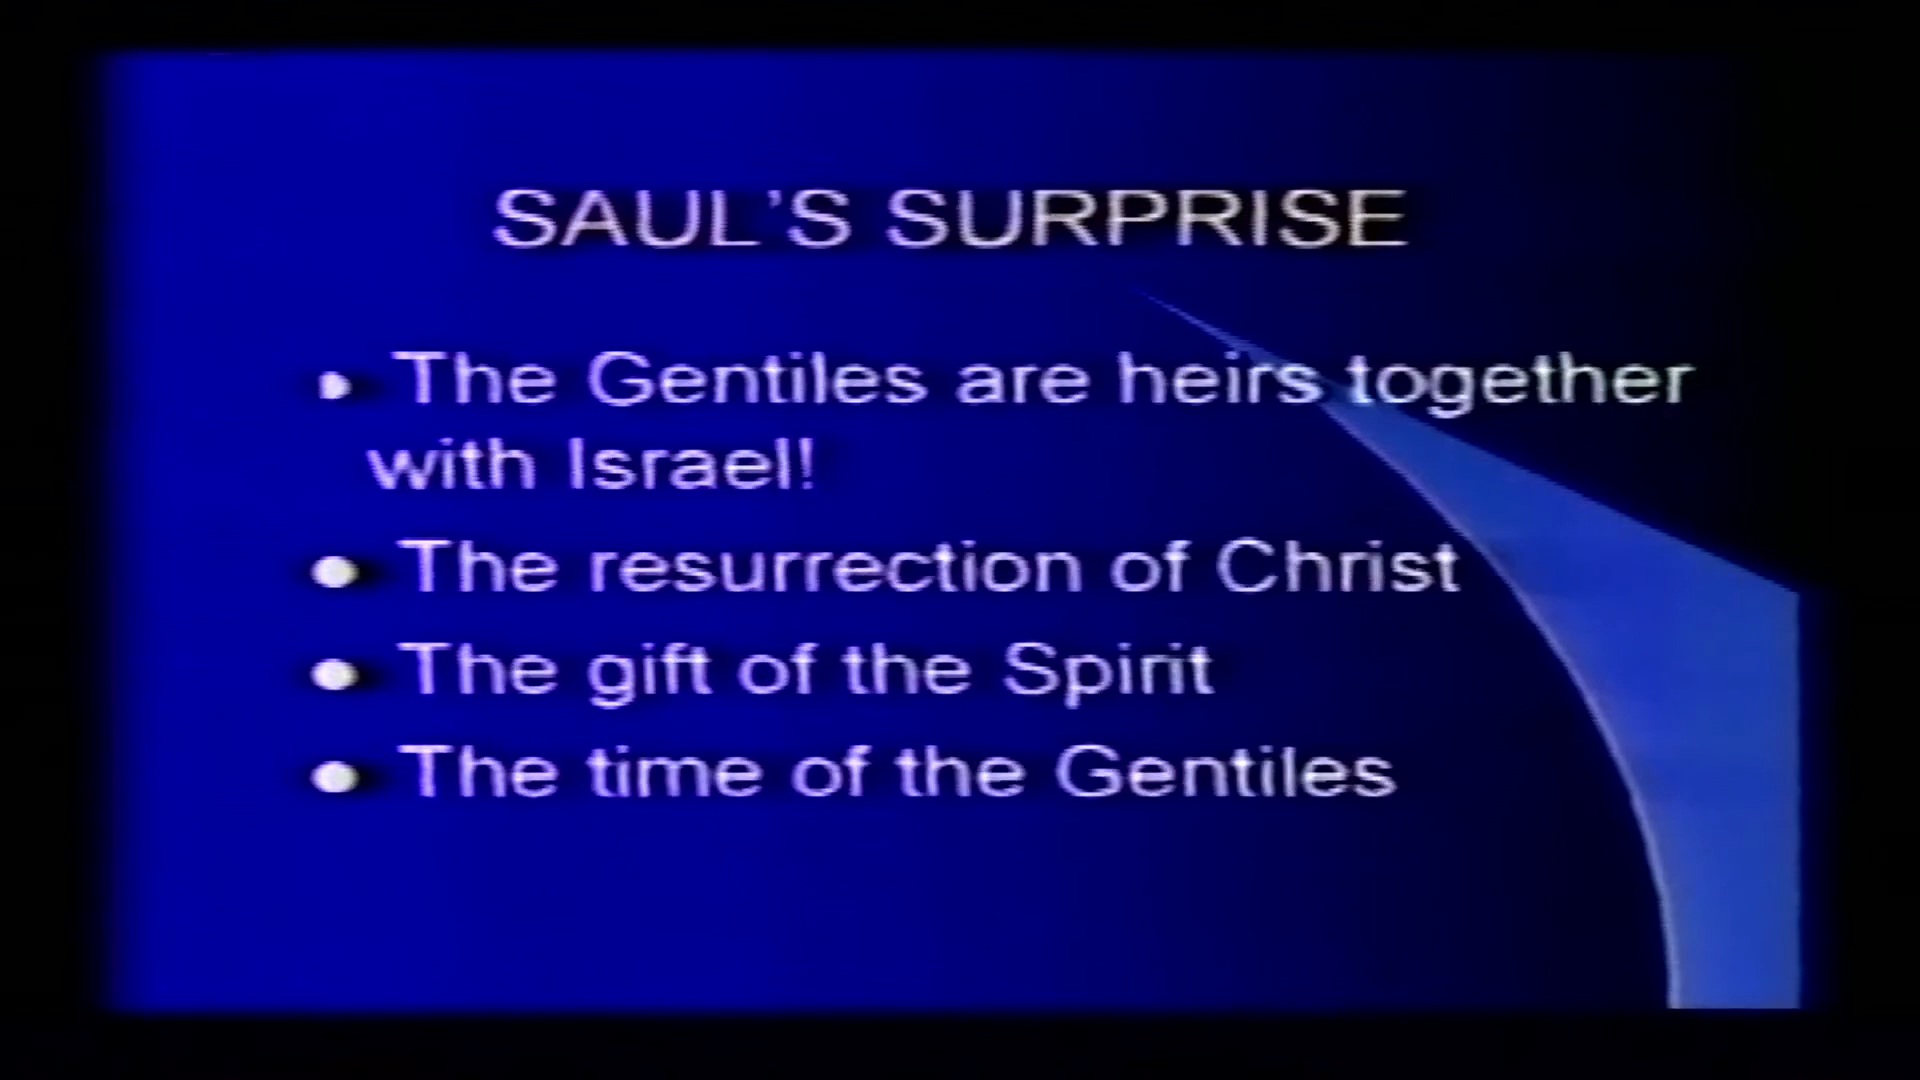 SAUL'S SURPRISE
• The Gentiles are heirs together
with Israel!
• The resurrection of Christ
• The gift of the Spirit
• The time of the Gentiles